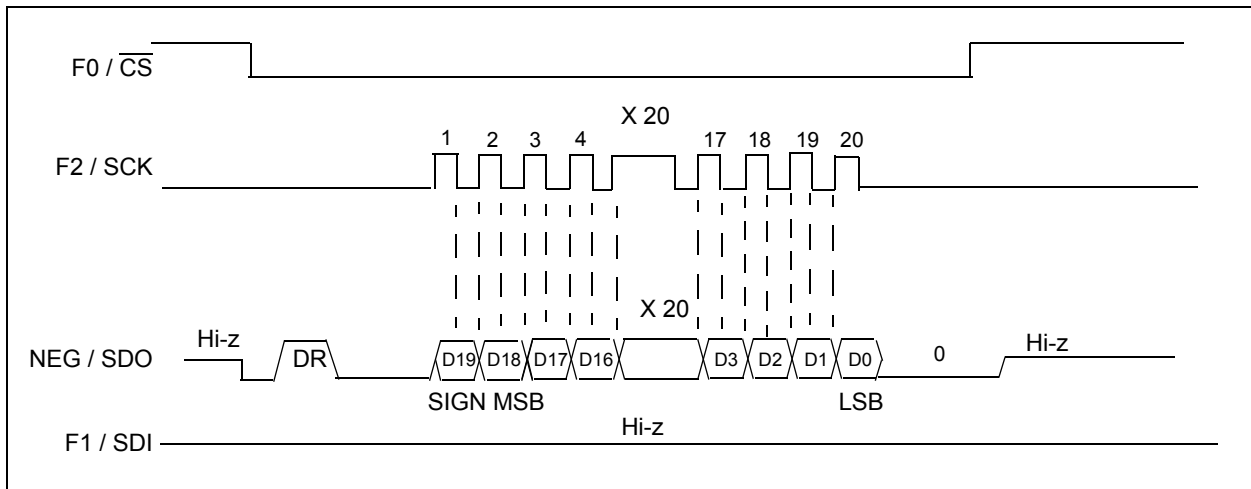 F0 / CS
X 20
1 2 3 4 17 18 19 20
F2 / SCK
X 20
Hi-z DR 0 Hi-z
NEG / SDO
D19 D18 D17 D16 D3 D2 D1 D0
SIGN MSB LSB
Hi-z
F1 / SDI